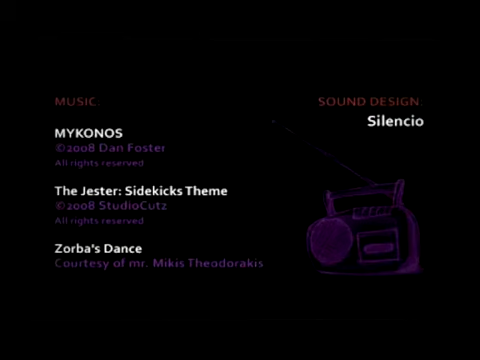 MUSIC:
MYKONOS
©2008 Dan Foster
All rights reserved
The Jester: Sidekicks Theme
©2008 StudioCutz
All rights reserved
Zorba's Dance
Courtesy of mr. Mikis Theodorakis
SOUND DESIGN:
Silencio